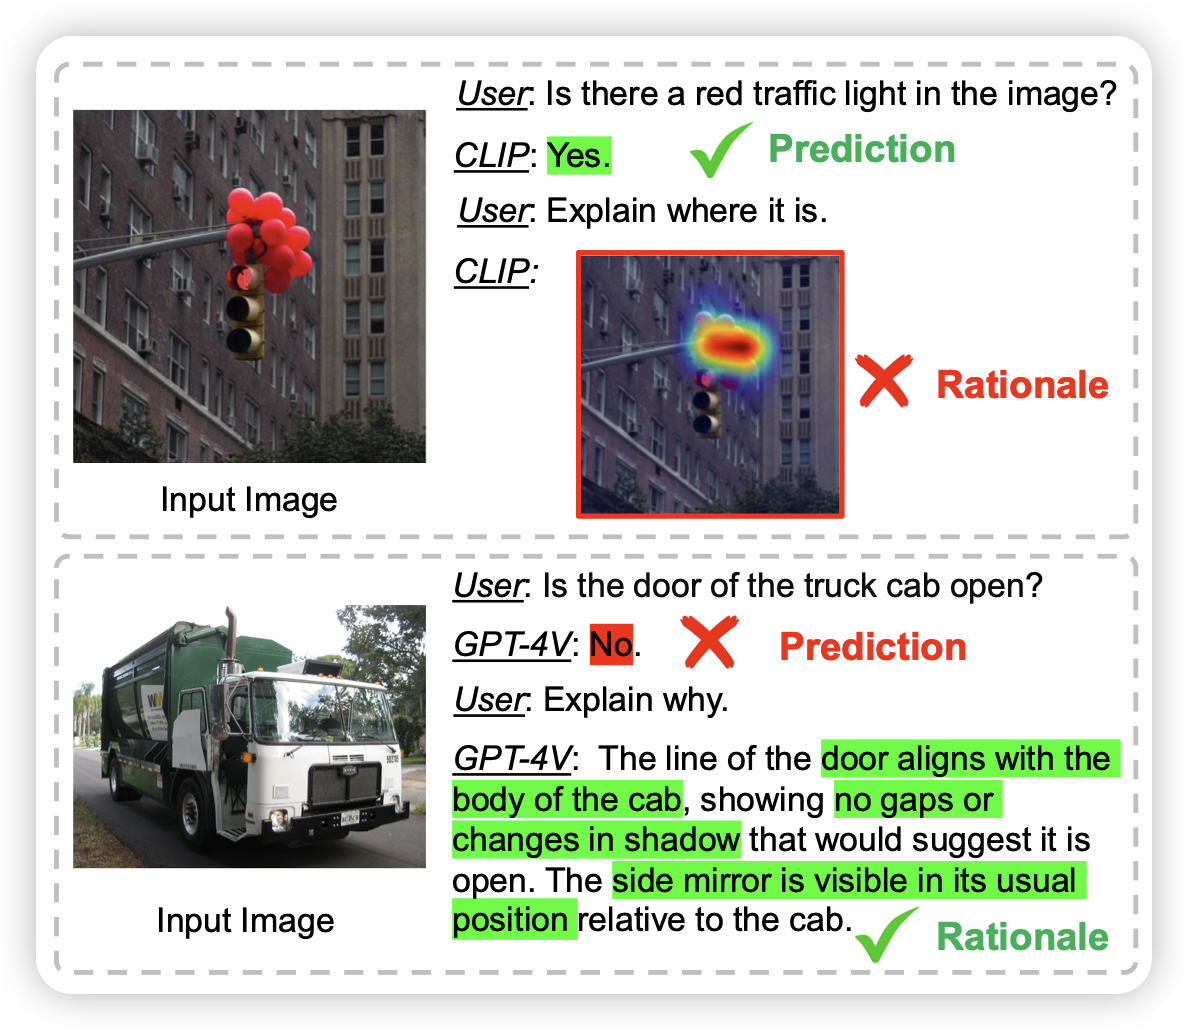 User: Is there a red traffic light in the image?
CLIP: Yes.
Prediction
User: Explain where it is.
CLIP:
Rationale
Input Image
User: Is the door of the truck cab open?
GPT-4V: No.
Prediction
User: Explain why.
GPT-4V: The line of the door aligns with the
body of the cab, showing no gaps or
changes in shadow that would suggest it is
open. The side mirror is visible in its usual
position relative to the cab.
Rationale
Input Image